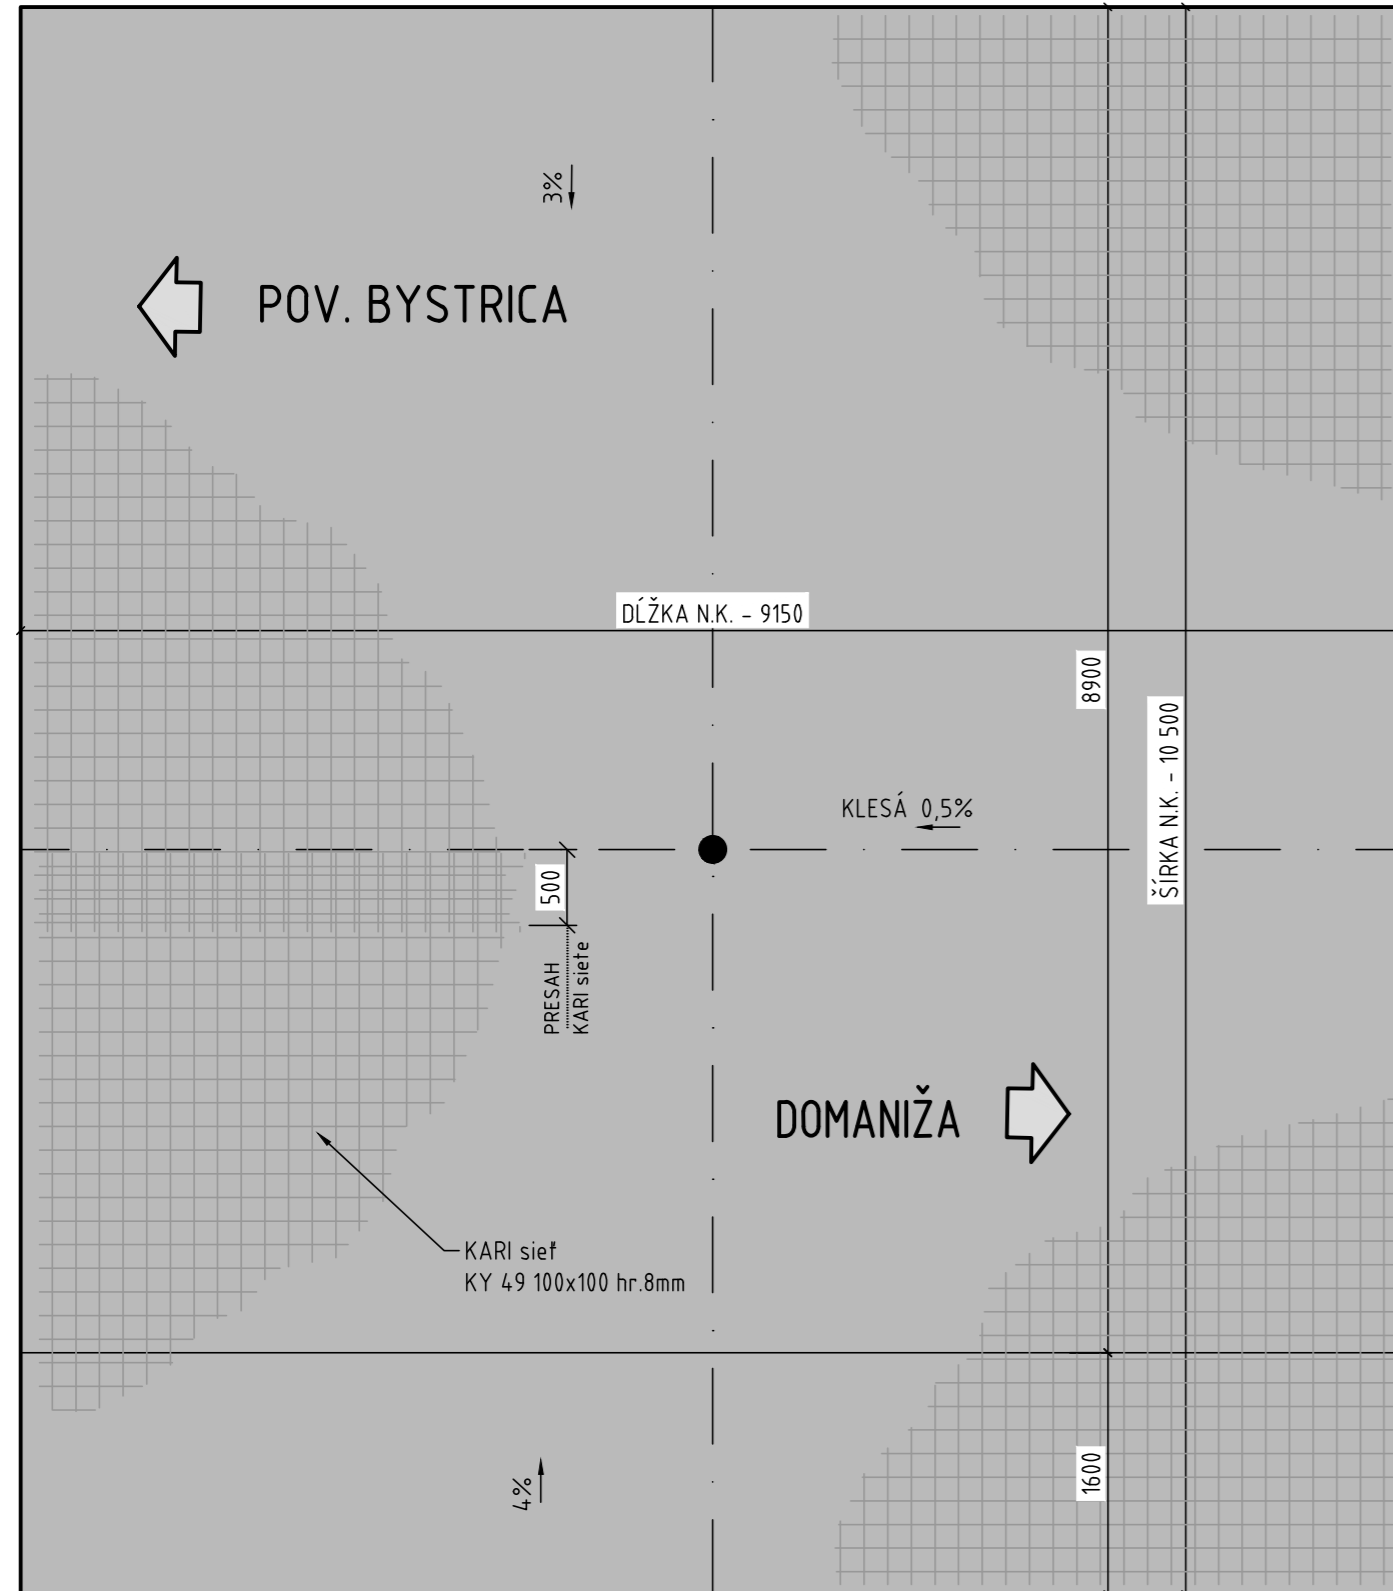 3%
POV. BYSTRICA
DĹŽKA N.K. - 9150
8900
ŠÍRKA N.K. - 10 500
KLESÁ 0,5%
500
PRESAH
KARI siete
DOMANIŽA
KARI sieť
KY 49 100x100 hr.8mm
4%
1600